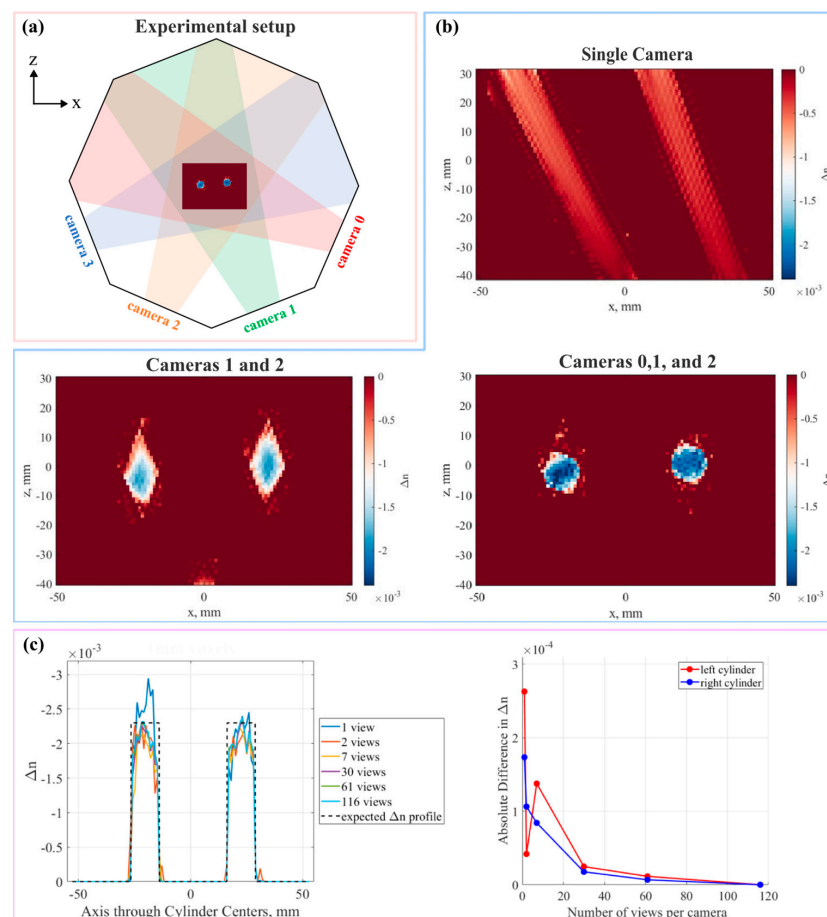 (a)
Experimental setup
z
x
camera 3
camera 2
camera 1
camera 0
(b)
Single Camera
30
20
10
0
-10
-20
-30
-40
z, mm
-50
0
50
x, mm
0
-0.5
-1
-1.5
-2
×10⁻³
Δn
Cameras 1 and 2
30
20
10
0
-10
-20
-30
-40
z, mm
-50
0
50
x, mm
0
-0.5
-1
-1.5
-2
×10⁻³
Δn
Cameras 0,1, and 2
30
20
10
0
-10
-20
-30
-40
z, mm
-50
0
50
x, mm
0
-0.5
-1
-1.5
-2
×10⁻³
Δn
(c)
×10⁻³
-3
-2.5
-2
-1.5
-1
-0.5
0
Δn
-50
0
50
Axis through Cylinder Centers, mm
1 view
2 views
7 views
30 views
61 views
116 views
expected Δn profile
×10⁻⁴
3
2
1
0
Absolute Difference in Δn
0
20
40
60
80
100
120
Number of views per camera
left cylinder
right cylinder